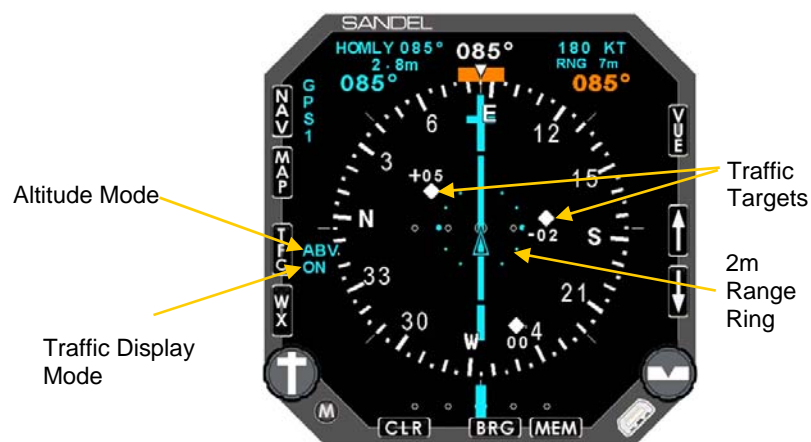 SANDEL
HOMLY 085° 085° 180 KT
2.8m RNG 7m
085° 085°
GPS1
NAV
MAP
TFC
WX
VUE
ABV
ON
E
12
15
S
21
4
W
30
33
N
3
6
+05
-02
00
M
CLR BRG MEM
Altitude Mode
Traffic Display
Mode
Traffic
Targets
2m
Range
Ring